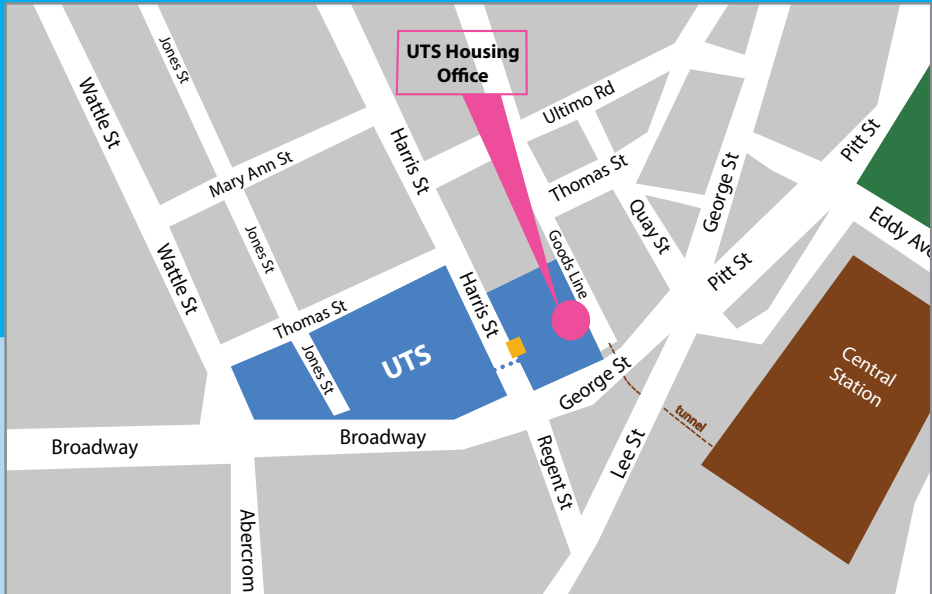 UTS Housing
Office
Jones St
Wattle St
Ultimo Rd
Harris St
Pitt St
Mary Ann St
Thomas St
George St
Quay St
Eddy Ave
Jones St
Wattle St
Goods Line
Pitt St
Harris St
Thomas St
Jones St
UTS
George St
Central
Station
tunnel
Broadway
Broadway
Regent St
Lee St
Abercrom